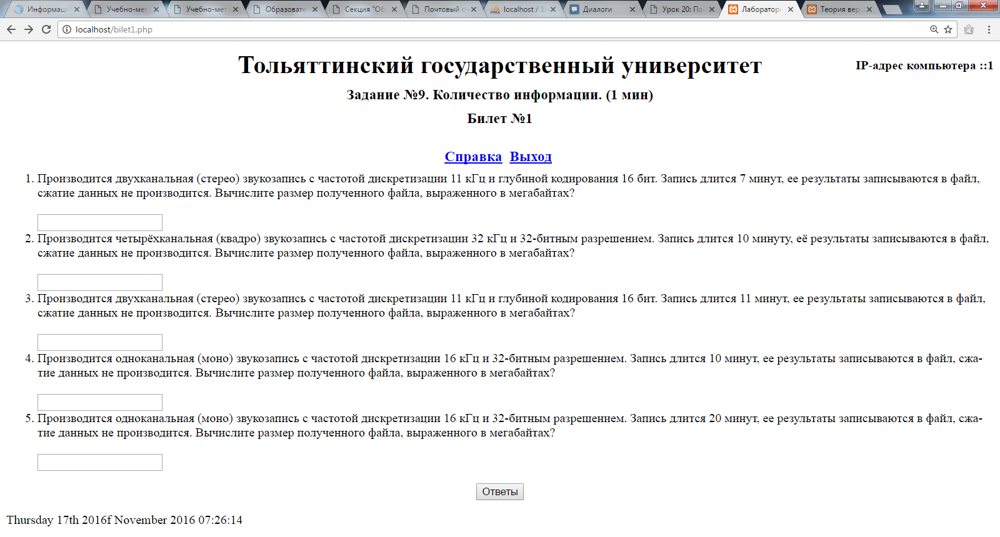 Информаци
Учебно-мет
Учебно-мет
Образовате
Секция "Об
Почтовый с
localhost / 1
Диалоги
Урок 20: По
Лабораторн
Теория вер
localhost/bilet1.php
Тольяттинский государственный университет
IP-адрес компьютера ::1
Задание №9. Количество информации. (1 мин)
Билет №1
Справка Выход
1. Производится двухканальная (стерео) звукозапись с частотой дискретизации 11 кГц и глубиной кодирования 16 бит. Запись длится 7 минут, ее результаты записываются в файл,
сжатие данных не производится. Вычислите размер полученного файла, выраженного в мегабайтах?
2. Производится четырёхканальная (квадро) звукозапись с частотой дискретизации 32 кГц и 32-битным разрешением. Запись длится 10 минуту, её результаты записываются в файл,
сжатие данных не производится. Вычислите размер полученного файла, выраженного в мегабайтах?
3. Производится двухканальная (стерео) звукозапись с частотой дискретизации 11 кГц и глубиной кодирования 16 бит. Запись длится 11 минут, ее результаты записываются в файл,
сжатие данных не производится. Вычислите размер полученного файла, выраженного в мегабайтах?
4. Производится одноканальная (моно) звукозапись с частотой дискретизации 16 кГц и 32-битным разрешением. Запись длится 10 минут, ее результаты записываются в файл, сжа-
тие данных не производится. Вычислите размер полученного файла, выраженного в мегабайтах?
5. Производится одноканальная (моно) звукозапись с частотой дискретизации 16 кГц и 32-битным разрешением. Запись длится 20 минут, ее результаты записываются в файл, сжа-
тие данных не производится. Вычислите размер полученного файла, выраженного в мегабайтах?
Ответы
Thursday 17th 2016f November 2016 07:26:14